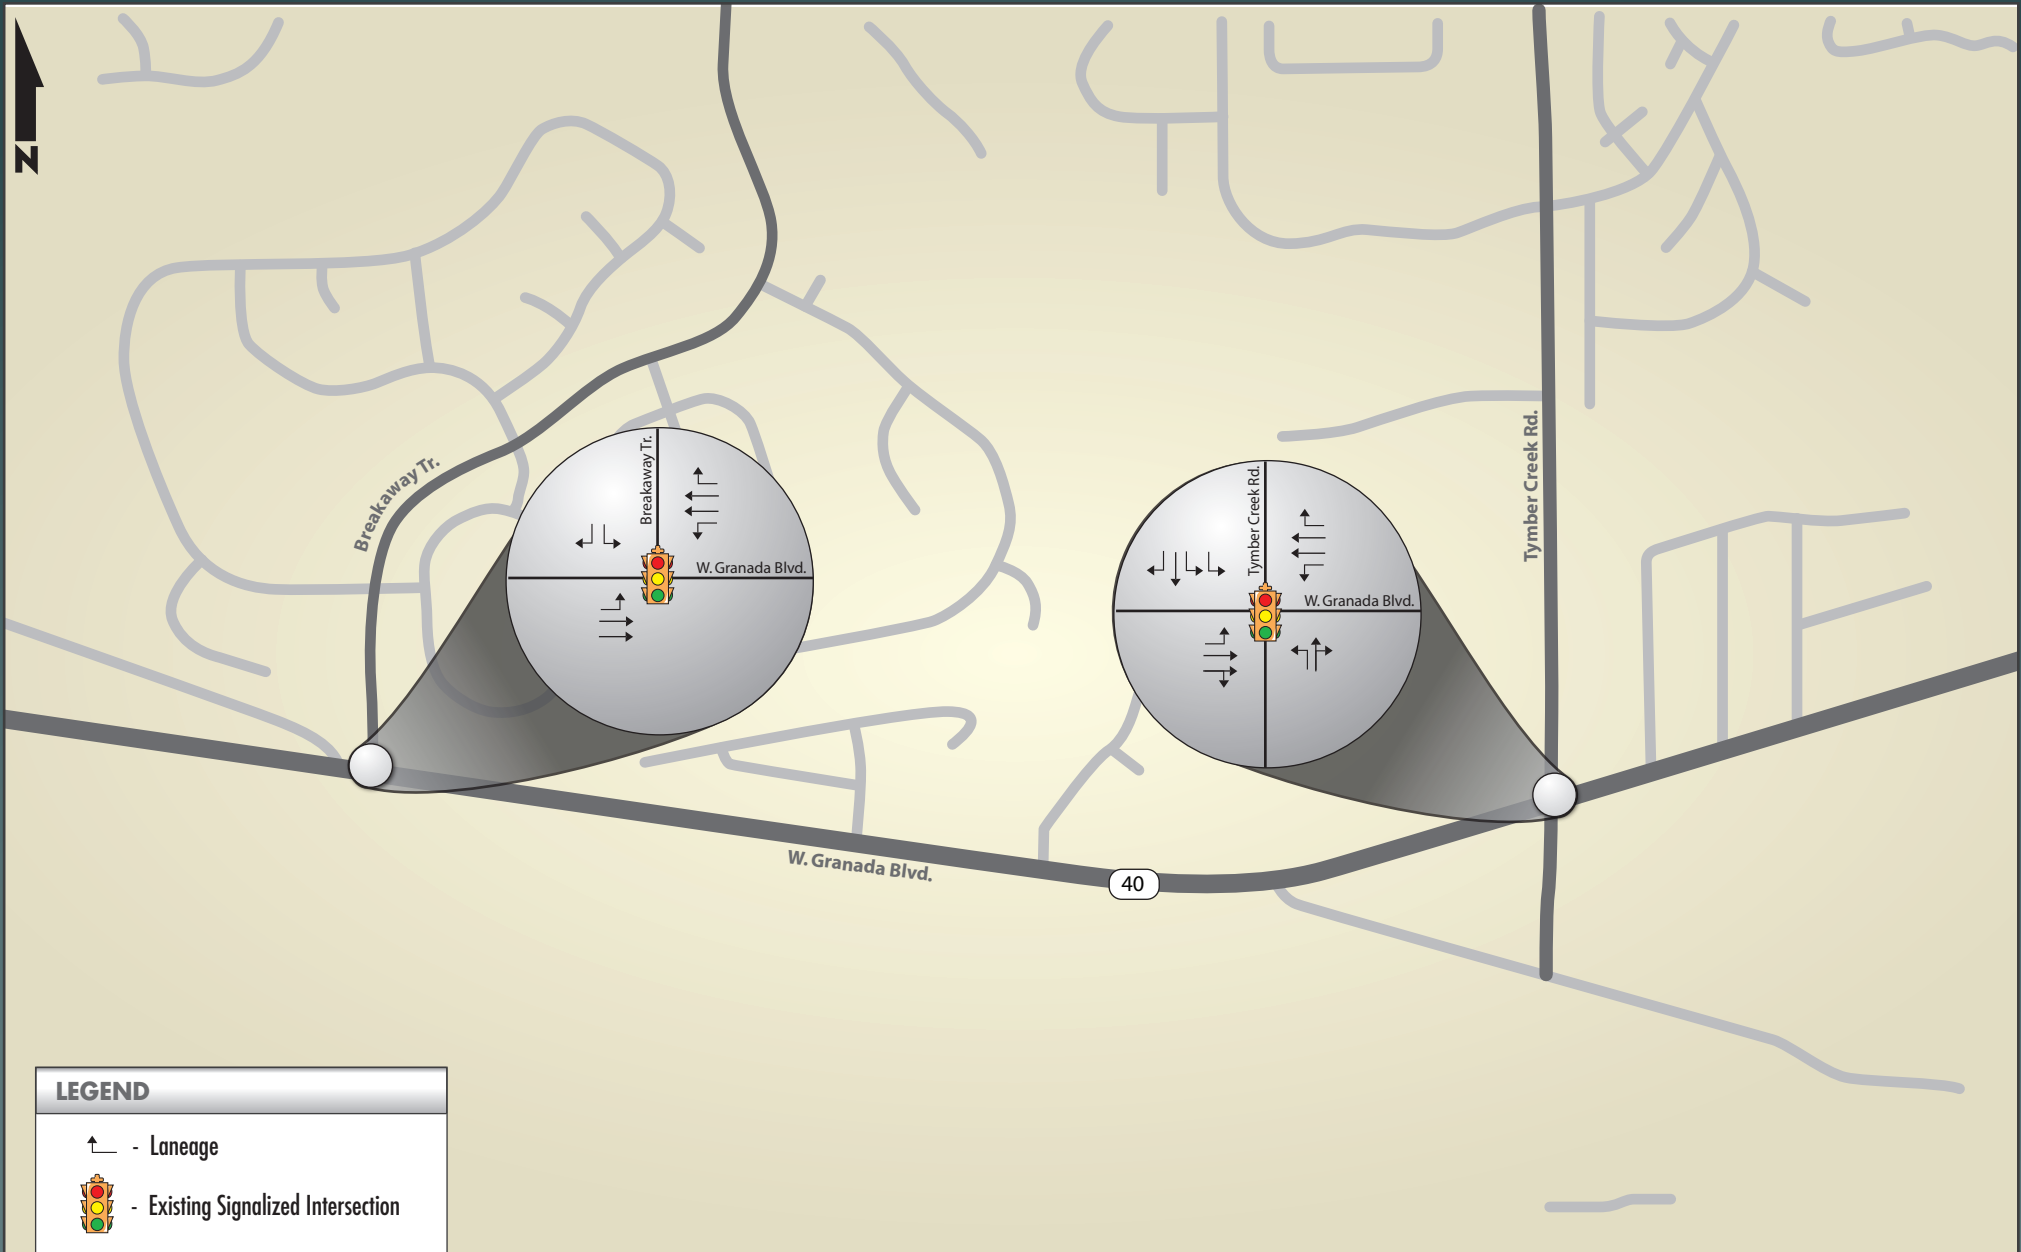 N
Breakaway Tr.
Breakaway Tr.
W. Granada Blvd.
Tymber Creek Rd.
W. Granada Blvd.
Tymber Creek Rd.
W. Granada Blvd.
40
LEGEND
- Laneage
- Existing Signalized Intersection